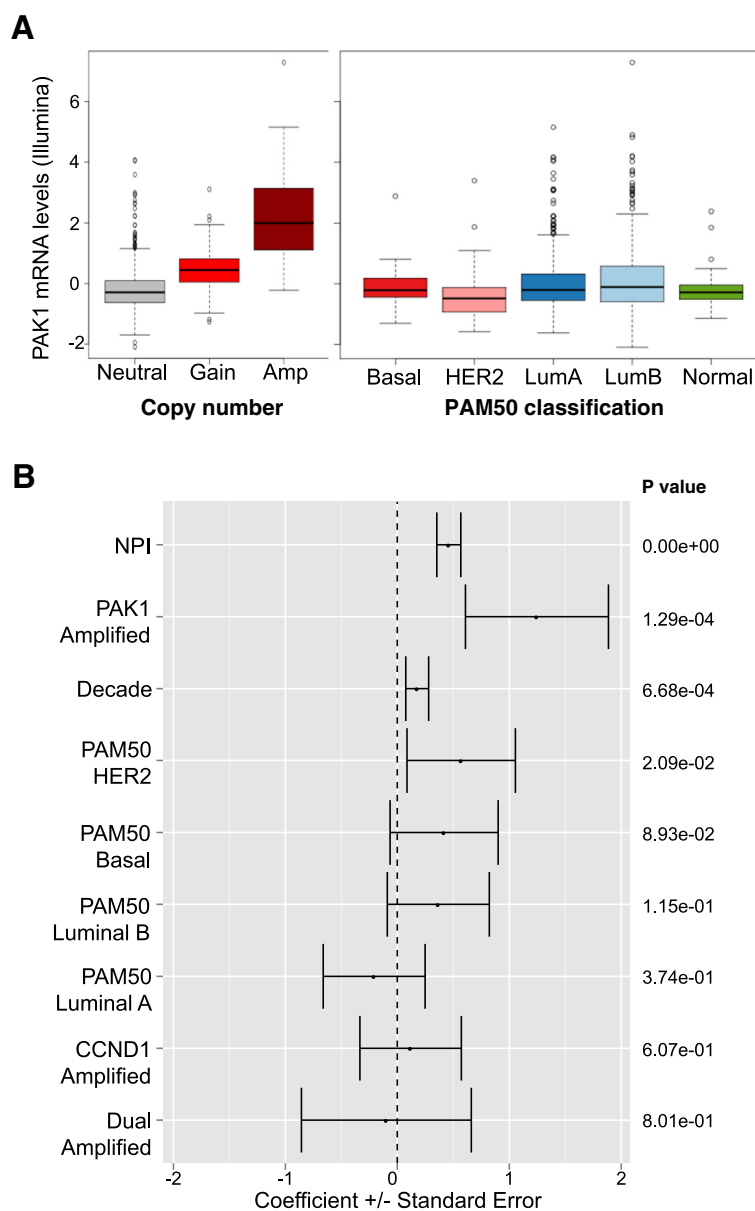 A
PAK1 mRNA levels (Illumina)
6
4
2
0
-2
Neutral Gain Amp
Copy number
Basal HER2 LumA LumB Normal
PAM50 classification
B
P value
NPI 0.00e+00
PAK1
Amplified 1.29e-04
Decade 6.68e-04
PAM50
HER2 2.09e-02
PAM50
Basal 8.93e-02
PAM50
Luminal B 1.15e-01
PAM50
Luminal A 3.74e-01
CCND1
Amplified 6.07e-01
Dual
Amplified 8.01e-01
-2 -1 0 1 2
Coefficient +/- Standard Error